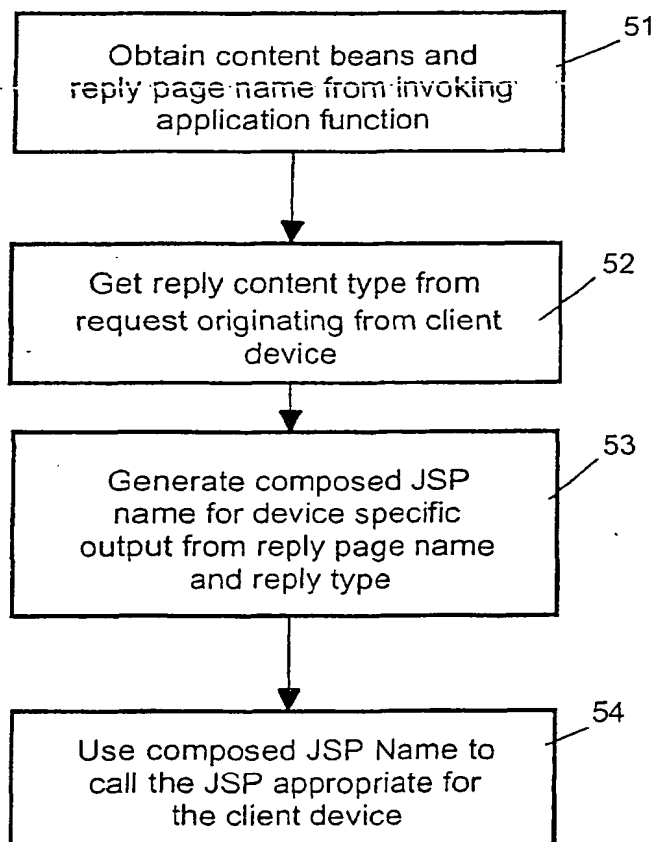 51
Obtain content beans and
reply page name from invoking
application function
52
Get reply content type from
request originating from client
device
53
Generate composed JSP
name for device specific
output from reply page name
and reply type
54
Use composed JSP Name to
call the JSP appropriate for
the client device